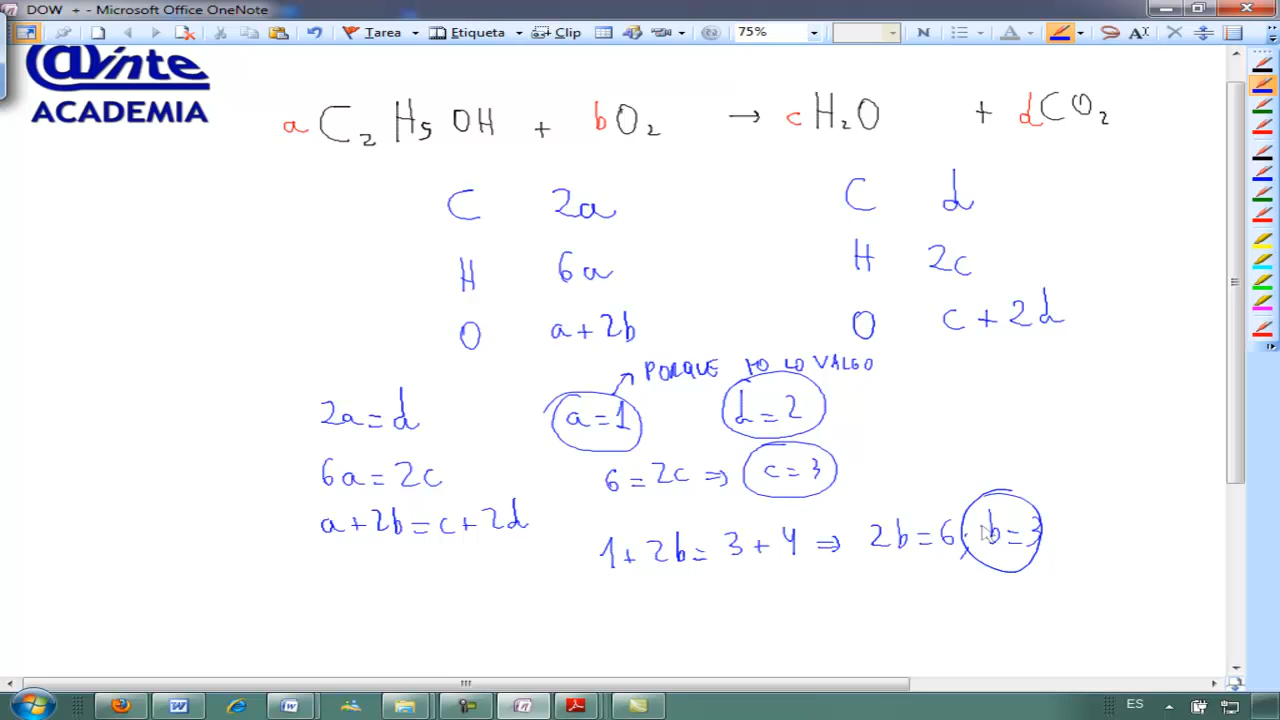 DOW + - Microsoft Office OneNote
Tarea Etiqueta Clip 75% N A
@inte
ACADEMIA
a C₂H₅OH + bO₂ → cH₂O + dCO₂
C 2a C d
H 6a H 2c
O a+2b O c+2d
PORQUE YO LO VALGO
2a=d a=1 d=2
6a=2c 6=2c ⇒ c=3
a+2b=c+2d
1+2b=3+4 ⇒ 2b=6; b=3
ES